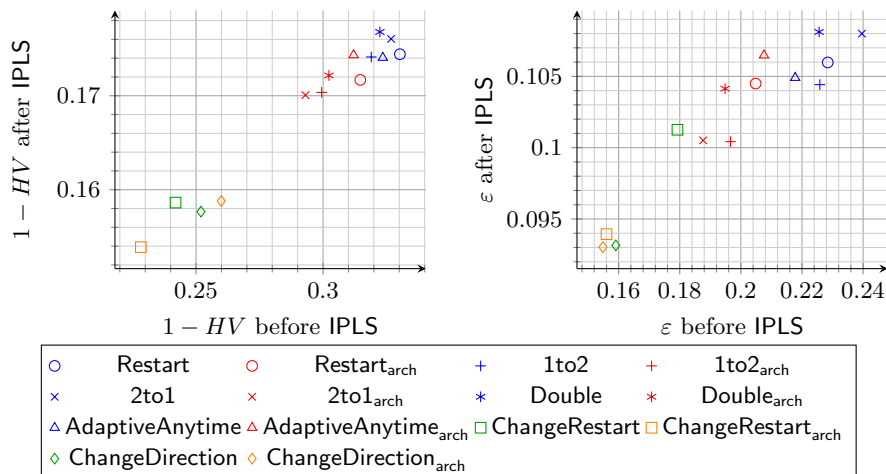 0.17
0.16
0.25 0.3
1 − HV before IPLS
1 − HV after IPLS
0.105
0.1
0.095
0.16 0.18 0.2 0.22 0.24
ε before IPLS
ε after IPLS
Restart Restart_arch 1to2 1to2_arch
2to1 2to1_arch Double Double_arch
AdaptiveAnytime AdaptiveAnytime_arch ChangeRestart ChangeRestart_arch
ChangeDirection ChangeDirection_arch